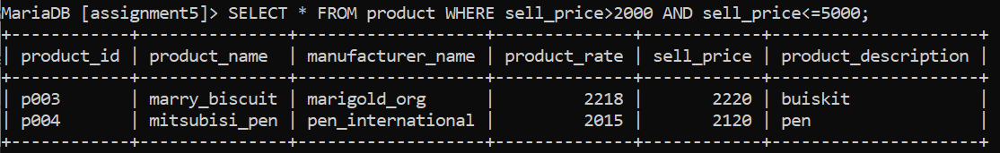 MariaDB [assignment5]> SELECT * FROM product WHERE sell_price>2000 AND sell_price<=5000;
+------------+---------------+-------------------+--------------+------------+---------------------+
| product_id | product_name  | manufacturer_name | product_rate | sell_price | product_description |
+------------+---------------+-------------------+--------------+------------+---------------------+
| p003       | marry_biscuit | marigold_org      |         2218 |       2220 | buiskit             |
| p004       | mitsubisi_pen | pen_international |         2015 |       2120 | pen                 |
+------------+---------------+-------------------+--------------+------------+---------------------+